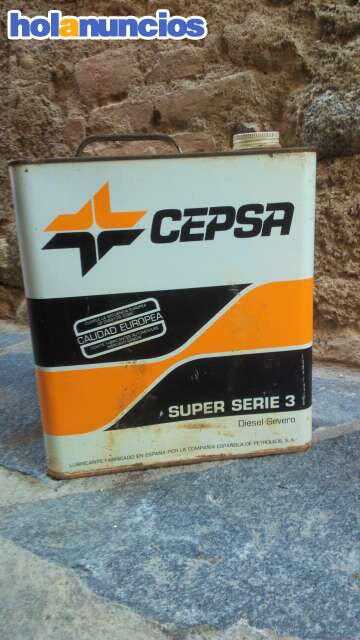 holanuncios
CEPSA
CALIDAD EUROPEA
SUPER SERIE 3
Diesel Severo
LUBRICANTE FABRICADO EN ESPAÑA POR LA COMPAÑIA ESPAÑOLA DE PETROLEOS, S.A.